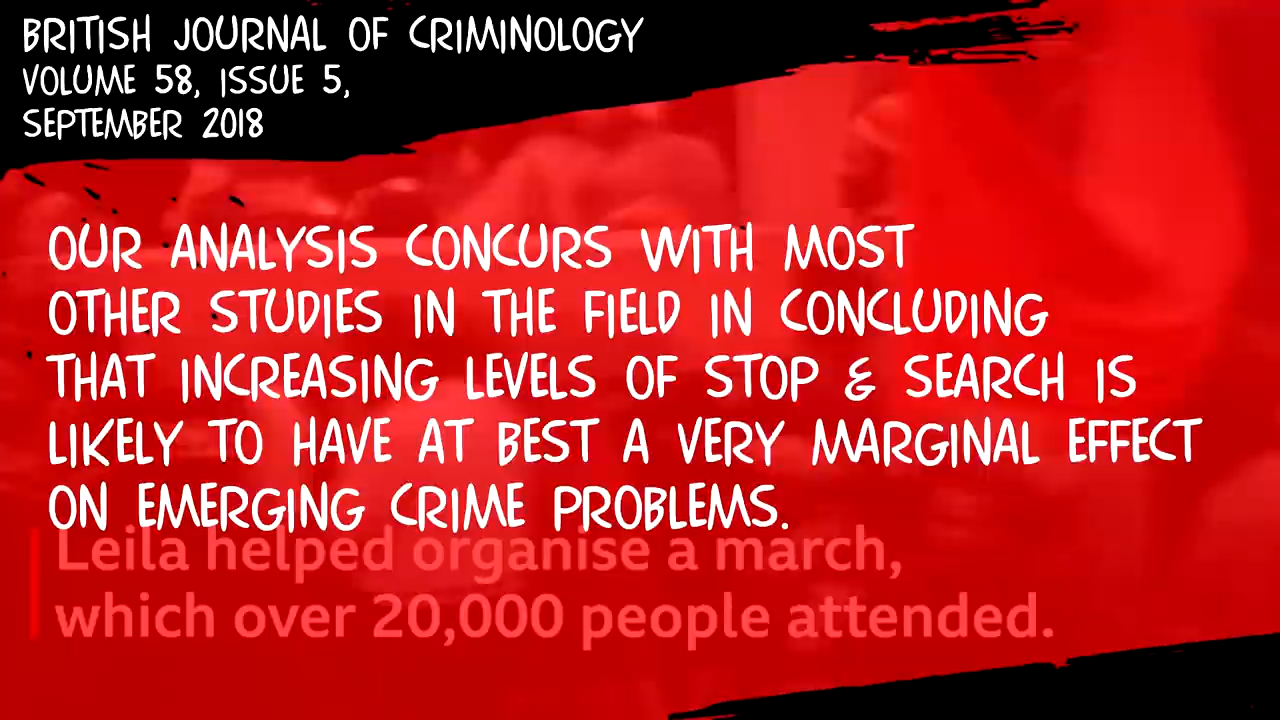 BRITISH JOURNAL OF CRIMINOLOGY
VOLUME 58, ISSUE 5,
SEPTEMBER 2018
OUR ANALYSIS CONCURS WITH MOST
OTHER STUDIES IN THE FIELD IN CONCLUDING
THAT INCREASING LEVELS OF STOP & SEARCH IS
LIKELY TO HAVE AT BEST A VERY MARGINAL EFFECT
ON EMERGING CRIME PROBLEMS.
Leila helped organise a march,
which over 20,000 people attended.